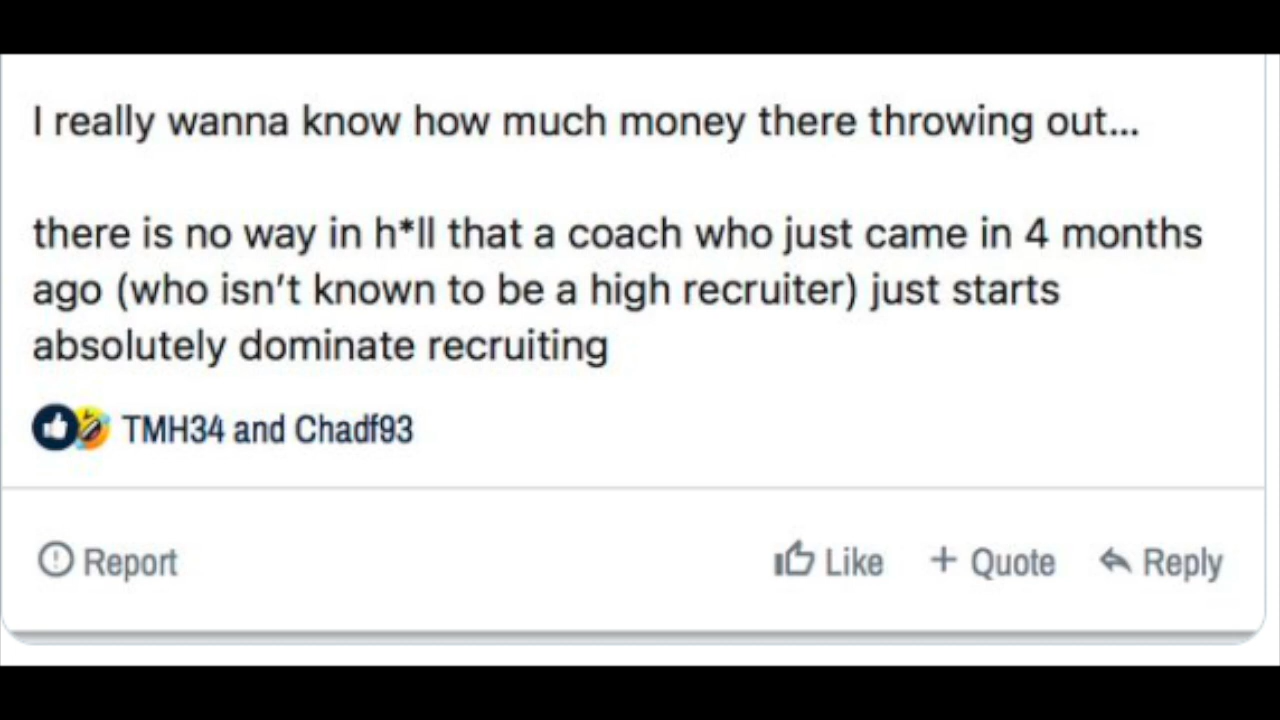 I really wanna know how much money there throwing out...
there is no way in h*ll that a coach who just came in 4 months
ago (who isn't known to be a high recruiter) just starts
absolutely dominate recruiting
TMH34 and Chadf93
Report Like + Quote Reply